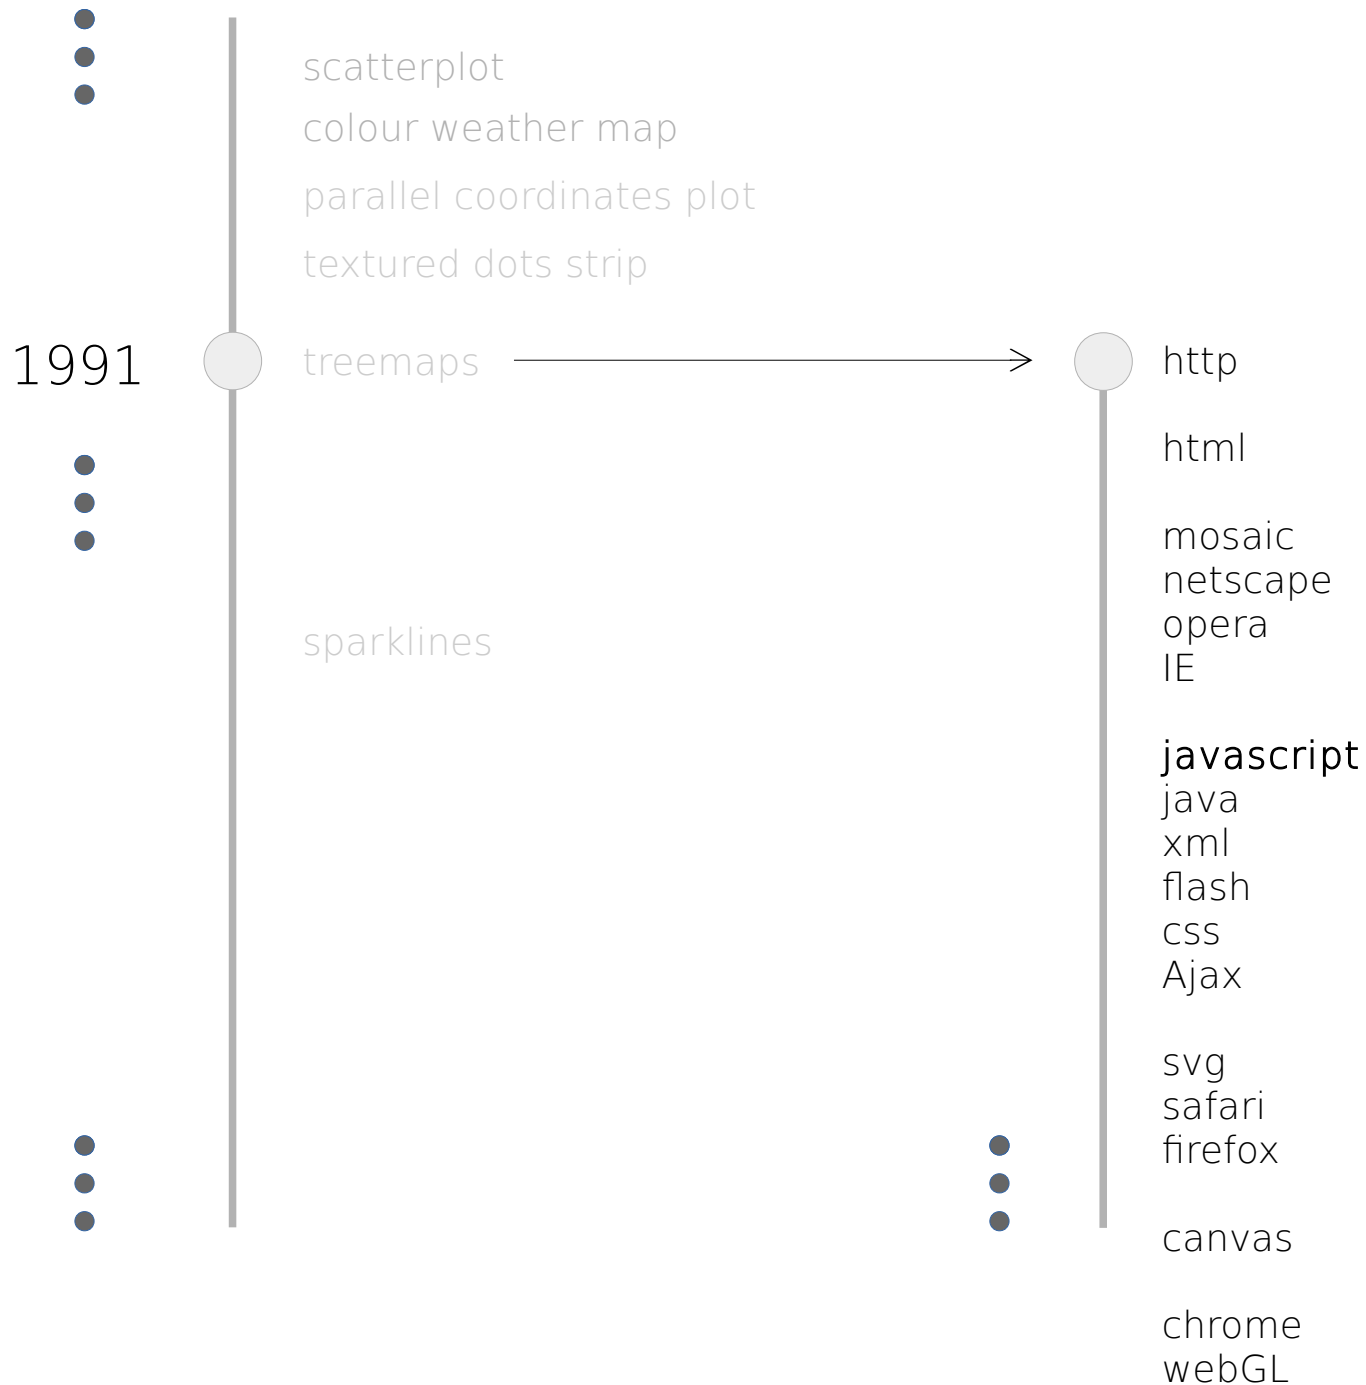 scatterplot
colour weather map
parallel coordinates plot
textured dots strip
1991
treemaps
sparklines
http
html
mosaic
netscape
opera
IE
javascript
java
xml
flash
css
Ajax
svg
safari
firefox
canvas
chrome
webGL